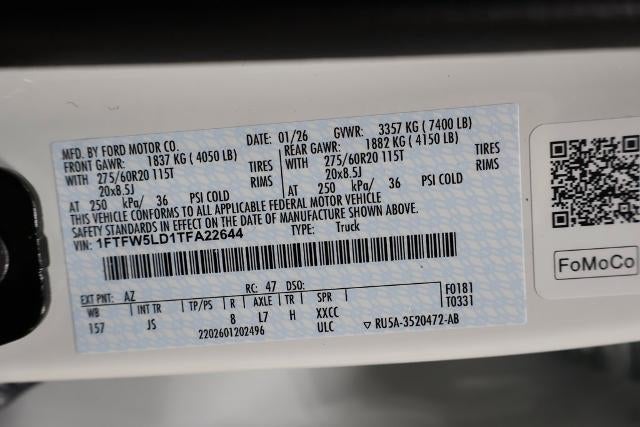 MFD. BY FORD MOTOR CO. DATE: 01/26 GVWR: 3357 KG ( 7400 LB)
FRONT GAWR: 1837 KG ( 4050 LB) REAR GAWR: 1882 KG ( 4150 LB)
WITH 275/60R20 115T TIRES WITH 275/60R20 115T TIRES
20x8.5J RIMS 20x8.5J RIMS
AT 250 kPa/ 36 PSI COLD AT 250 kPa/ 36 PSI COLD
THIS VEHICLE CONFORMS TO ALL APPLICABLE FEDERAL MOTOR VEHICLE
SAFETY STANDARDS IN EFFECT ON THE DATE OF MANUFACTURE SHOWN ABOVE.
VIN: 1FTFW5LD1TFA22644 TYPE: Truck
EXT PNT: AZ RC: 47 DSO: F0181
WB INT TR TP/PS R AXLE TR SPR T0331
157 JS 8 L7 H XXCC
2202601202496 ULC ▽ RU5A-3520472-AB
FoMoCo